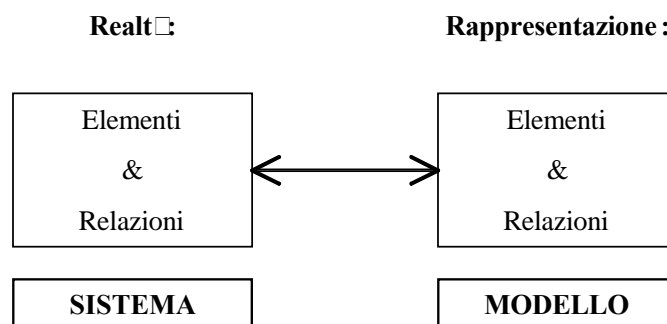 Realt□:
Rappresentazione:
Elementi
&
Relazioni
Elementi
&
Relazioni
SISTEMA
MODELLO